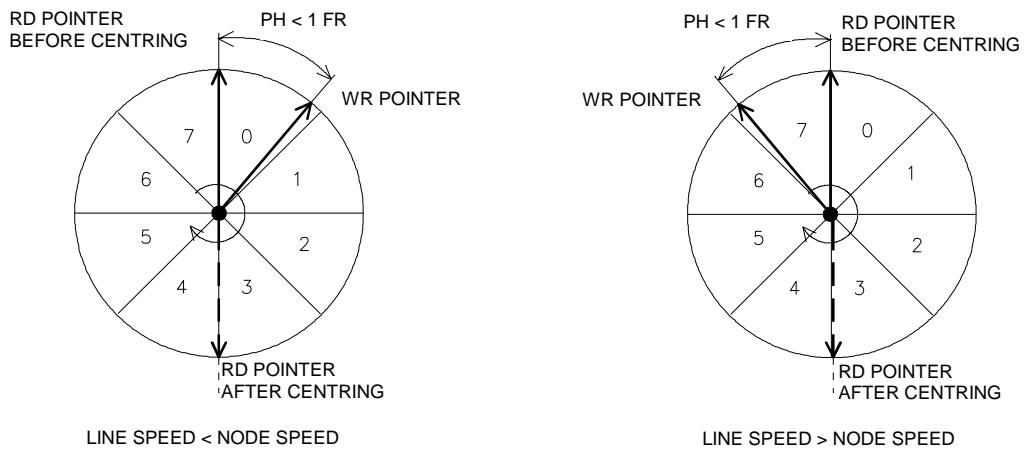 RD POINTER
BEFORE CENTRING
PH < 1 FR
WR POINTER
7
0
6
1
5
2
4
3
RD POINTER
AFTER CENTRING
LINE SPEED < NODE SPEED
PH < 1 FR
RD POINTER
BEFORE CENTRING
WR POINTER
7
0
6
1
5
2
4
3
RD POINTER
AFTER CENTRING
LINE SPEED > NODE SPEED